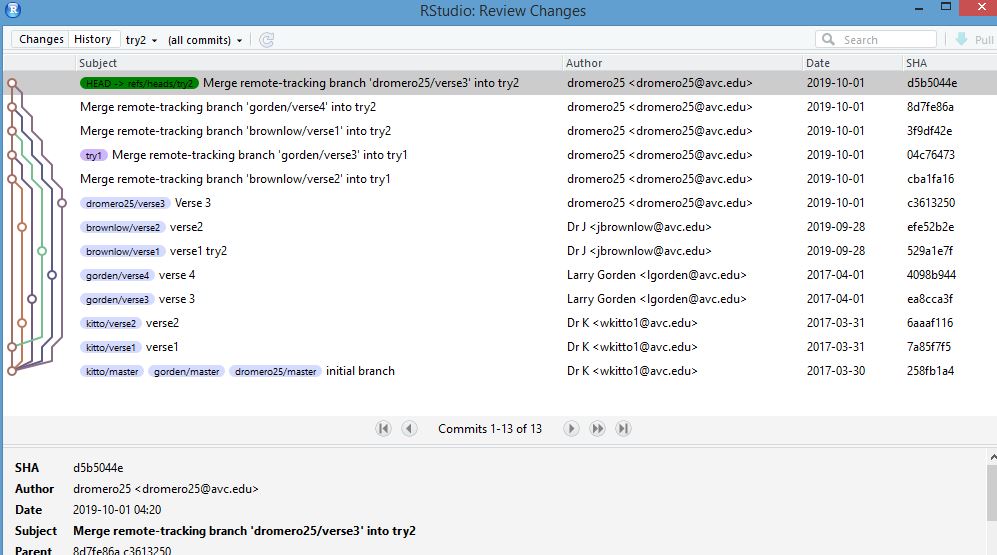 RStudio: Review Changes
Changes History try2 (all commits) Search Pull
Subject Author Date SHA
HEAD -> refs/heads/try2 Merge remote-tracking branch 'dromero25/verse3' into try2 dromero25 <dromero25@avc.edu> 2019-10-01 d5b5044e
Merge remote-tracking branch 'gorden/verse4' into try2 dromero25 <dromero25@avc.edu> 2019-10-01 8d7fe86a
Merge remote-tracking branch 'brownlow/verse1' into try2 dromero25 <dromero25@avc.edu> 2019-10-01 3f9df42e
try1 Merge remote-tracking branch 'gorden/verse3' into try1 dromero25 <dromero25@avc.edu> 2019-10-01 04c76473
Merge remote-tracking branch 'brownlow/verse2' into try1 dromero25 <dromero25@avc.edu> 2019-10-01 cba1fa16
dromero25/verse3 Verse 3 dromero25 <dromero25@avc.edu> 2019-10-01 c3613250
brownlow/verse2 verse2 Dr J <jbrownlow@avc.edu> 2019-09-28 efe52b2e
brownlow/verse1 verse1 try2 Dr J <jbrownlow@avc.edu> 2019-09-28 529a1e7f
gorden/verse4 verse 4 Larry Gorden <lgorden@avc.edu> 2017-04-01 4098b944
gorden/verse3 verse 3 Larry Gorden <lgorden@avc.edu> 2017-04-01 ea8cca3f
kitto/verse2 verse2 Dr K <wkitto1@avc.edu> 2017-03-31 6aaaf116
kitto/verse1 verse1 Dr K <wkitto1@avc.edu> 2017-03-31 7a85f7f5
kitto/master gorden/master dromero25/master initial branch Dr K <wkitto1@avc.edu> 2017-03-30 258fb1a4
Commits 1-13 of 13
SHA d5b5044e
Author dromero25 <dromero25@avc.edu>
Date 2019-10-01 04:20
Subject Merge remote-tracking branch 'dromero25/verse3' into try2
Parent 8d7fe86a c3613250